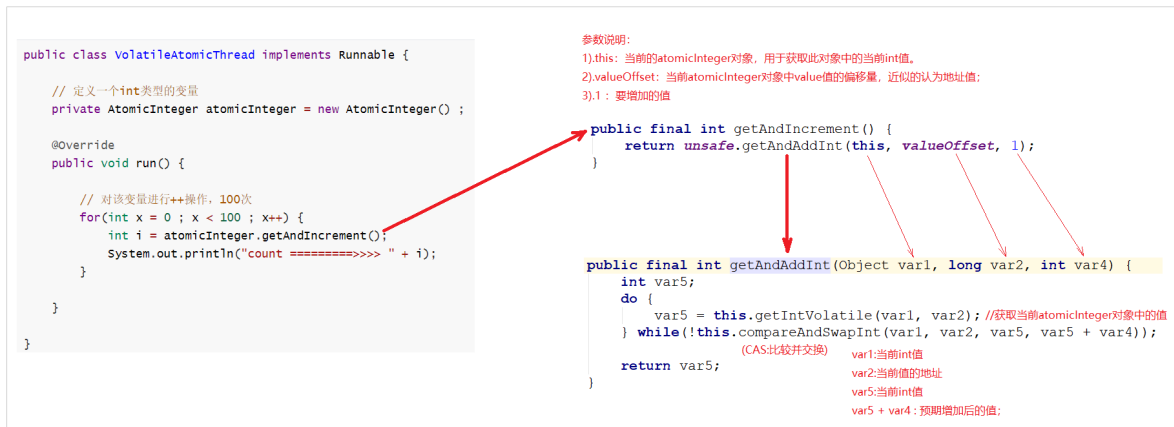 public class VolatileAtomicThread implements Runnable {
// 定义一个int类型的变量
private AtomicInteger atomicInteger = new AtomicInteger() ;
@Override
public void run() {
// 对该变量进行++操作，100次
for(int x = 0 ; x < 100 ; x++) {
int i = atomicInteger.getAndIncrement();
System.out.println("count =========>>>> " + i);
}
}
}
参数说明：
1).this：当前的atomicInteger对象，用于获取此对象中的当前int值。
2).valueOffset：当前atomicInteger对象中value值的偏移量，近似的认为地址值；
3).1 ：要增加的值
public final int getAndIncrement() {
return unsafe.getAndAddInt(this, valueOffset, 1);
}
public final int getAndAddInt(Object var1, long var2, int var4) {
int var5;
do {
var5 = this.getIntVolatile(var1, var2); //获取当前atomicInteger对象中的值
} while(!this.compareAndSwapInt(var1, var2, var5, var5 + var4));
(CAS:比较并交换)
var1:当前int值
return var5;
var2:当前值的地址
}
var5:当前int值
var5 + var4 : 预期增加后的值；